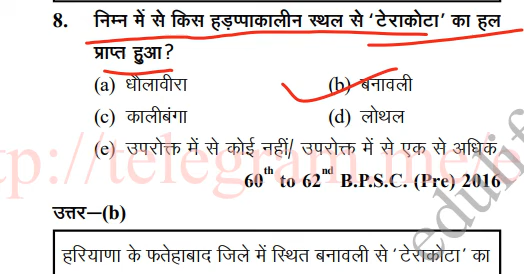 8. निम्न में से किस हड़प्पाकालीन स्थल से 'टेराकोटा' का हल
प्राप्त हुआ?
(a) धौलावीरा (b) बनावली
(c) कालीबंगा (d) लोथल
(e) उपरोक्त में से कोई नहीं/ उपरोक्त में से एक से अधिक
60th to 62nd B.P.S.C. (Pre) 2016
उत्तर—(b)
हरियाणा के फतेहाबाद जिले में स्थित बनावली से 'टेराकोटा' का